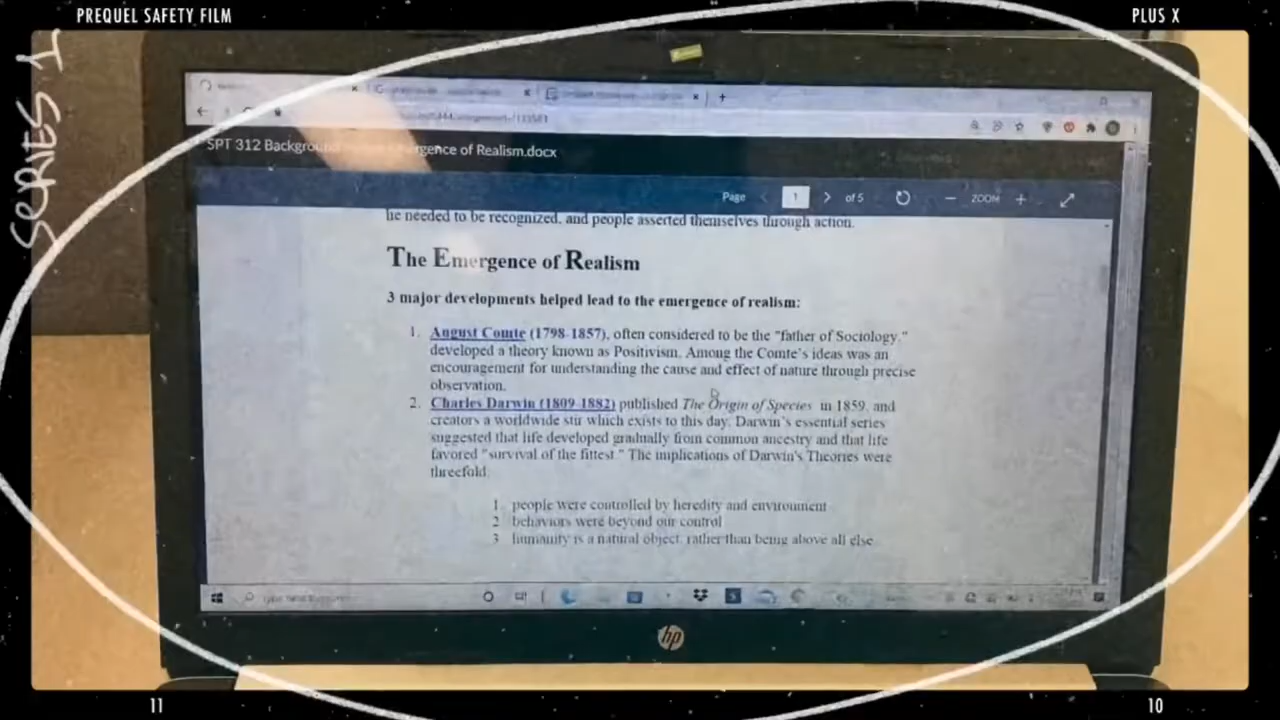 PREQUEL SAFETY FILM
PLUS X
SERIES 1
SPT 312 Background
rgence of Realism.docx
Page 1 of 5
ZOOM
he needed to be recognized, and people asserted themselves through action.
The Emergence of Realism
3 major developments helped lead to the emergence of realism:
1. August Comte (1798-1857), often considered to be the "father of Sociology,"
developed a theory known as Positivism. Among the Comte's ideas was an
encouragement for understanding the cause and effect of nature through precise
observation.
2. Charles Darwin (1809-1882) published The Origin of Species in 1859, and
creators a worldwide stir which exists to this day. Darwin's essential series
suggested that life developed gradually from common ancestry and that life
favored "survival of the fittest." The implications of Darwin's Theories were
threefold:
1 people were controlled by heredity and environment
2 behaviors were beyond our control
3 humanity is a natural object, rather than being above all else
hp
11
10